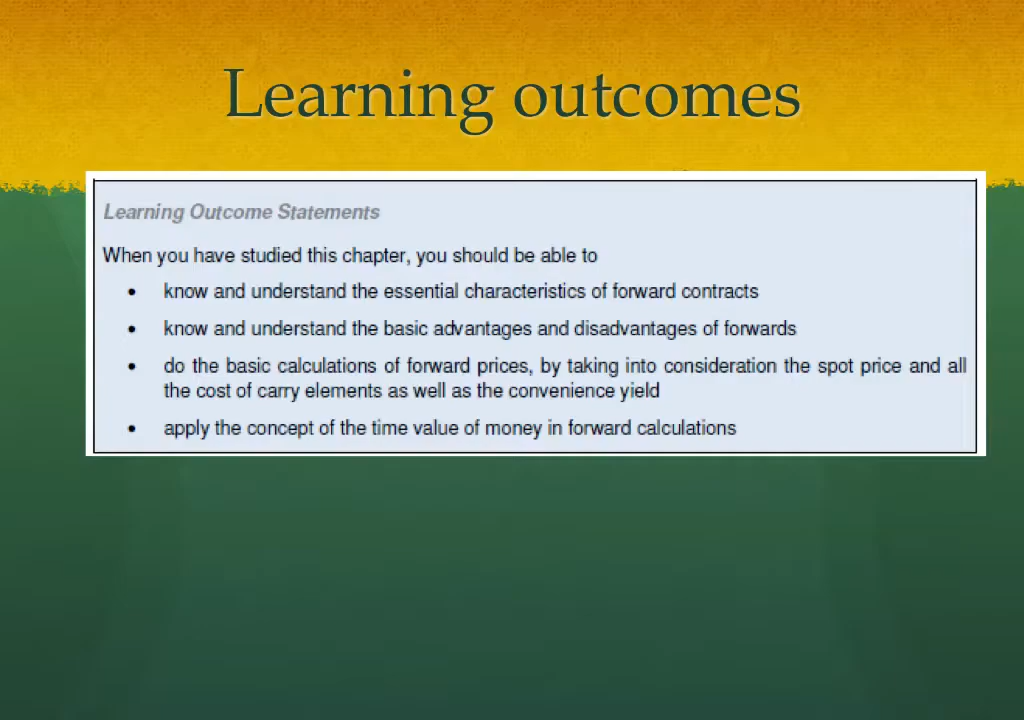 Learning outcomes
Learning Outcome Statements
When you have studied this chapter, you should be able to
• know and understand the essential characteristics of forward contracts
• know and understand the basic advantages and disadvantages of forwards
• do the basic calculations of forward prices, by taking into consideration the spot price and all
the cost of carry elements as well as the convenience yield
• apply the concept of the time value of money in forward calculations